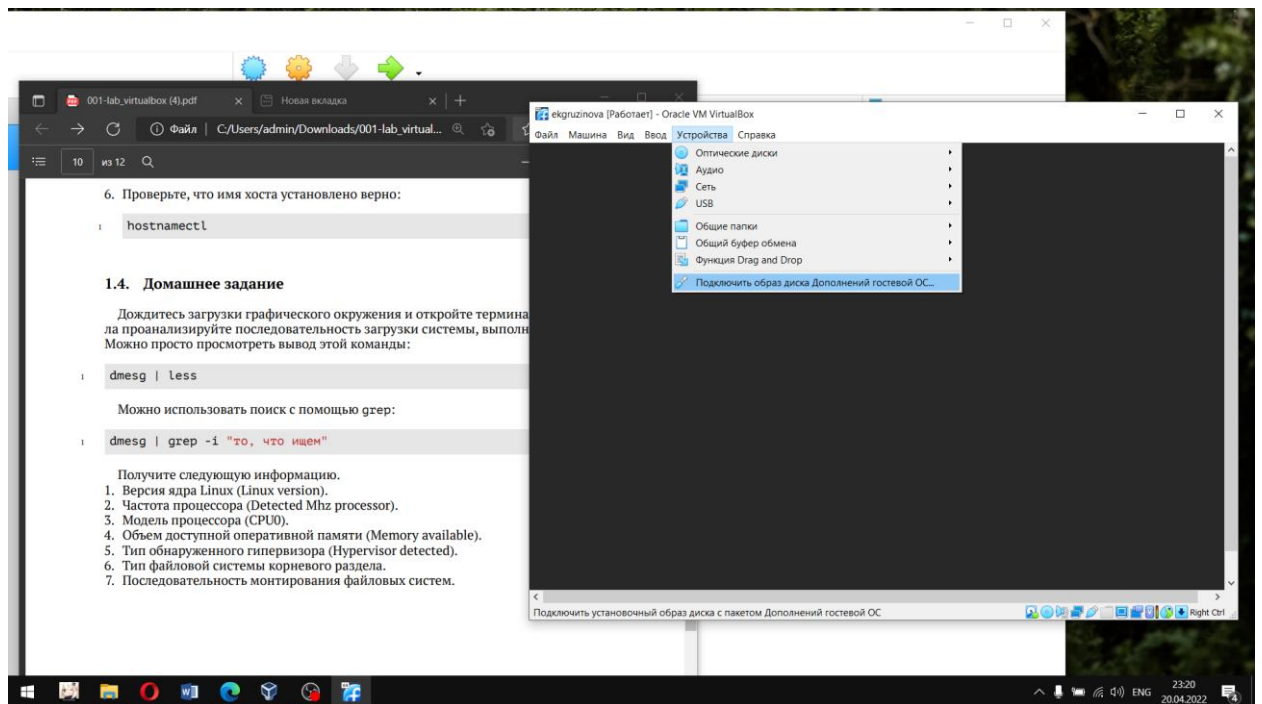 001-lab_virtualbox (4).pdf
Новая вкладка
Файл | C:/Users/admin/Downloads/001-lab_virtual...
10 из 12
6. Проверьте, что имя хоста установлено верно:
1 hostnamectl
1.4. Домашнее задание
Дождитесь загрузки графического окружения и откройте термина
ла проанализируйте последовательность загрузки системы, выполн
Можно просто просмотреть вывод этой команды:
1 dmesg | less
Можно использовать поиск с помощью grep:
1 dmesg | grep -i "то, что ищем"
Получите следующую информацию.
1. Версия ядра Linux (Linux version).
2. Частота процессора (Detected Mhz processor).
3. Модель процессора (CPU0).
4. Объем доступной оперативной памяти (Memory available).
5. Тип обнаруженного гипервизора (Hypervisor detected).
6. Тип файловой системы корневого раздела.
7. Последовательность монтирования файловых систем.
ekgruzinova [Работает] - Oracle VM VirtualBox
Файл Машина Вид Ввод Устройства Справка
Оптические диски
Аудио
Сеть
USB
Общие папки
Общий буфер обмена
Функция Drag and Drop
Подключить образ диска Дополнений гостевой ОС...
Подключить установочный образ диска с пакетом Дополнений гостевой ОС
Right Ctrl
ENG
23:20
20.04.2022
4